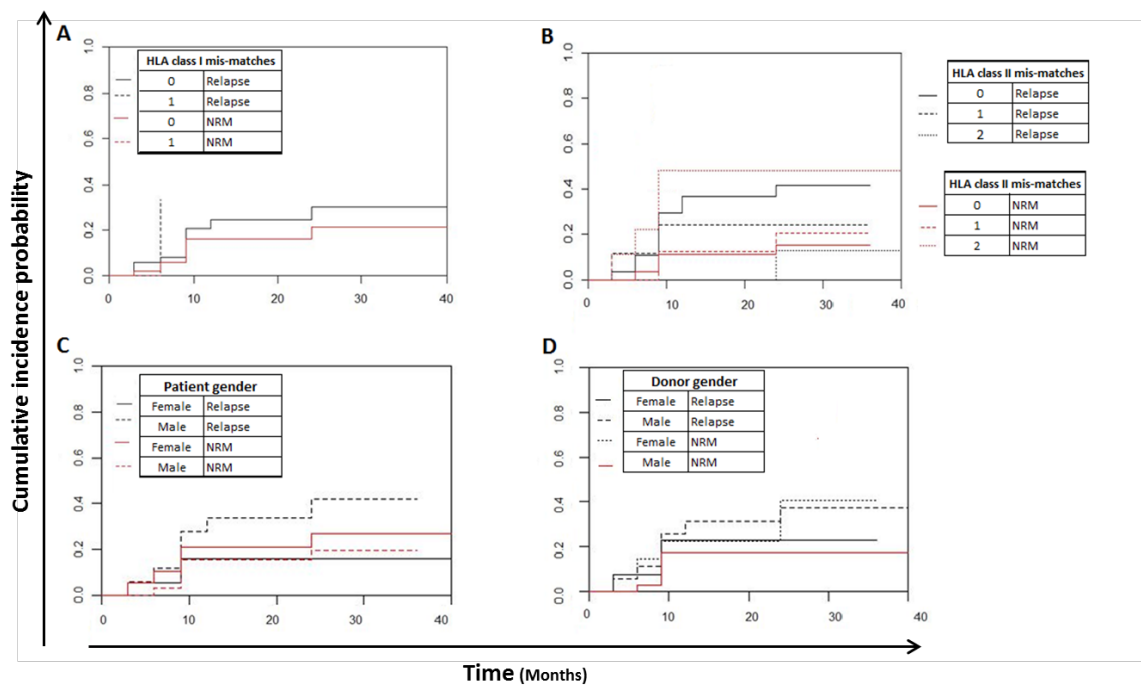 Cumulative incidence probability
A
HLA class I mis-matches
0 Relapse
1 Relapse
0 NRM
1 NRM
1.0
0.8
0.6
0.4
0.2
0.0
0 10 20 30 40
B
1.0
0.8
0.6
0.4
0.2
0.0
0 10 20 30 40
HLA class II mis-matches
0 Relapse
1 Relapse
2 Relapse
HLA class II mis-matches
0 NRM
1 NRM
2 NRM
C
Patient gender
Female Relapse
Male Relapse
Female NRM
Male NRM
1.0
0.8
0.6
0.4
0.2
0.0
0 10 20 30 40
D
Donor gender
Female Relapse
Male Relapse
Female NRM
Male NRM
1.0
0.8
0.6
0.4
0.2
0.0
0 10 20 30 40
Time (Months)